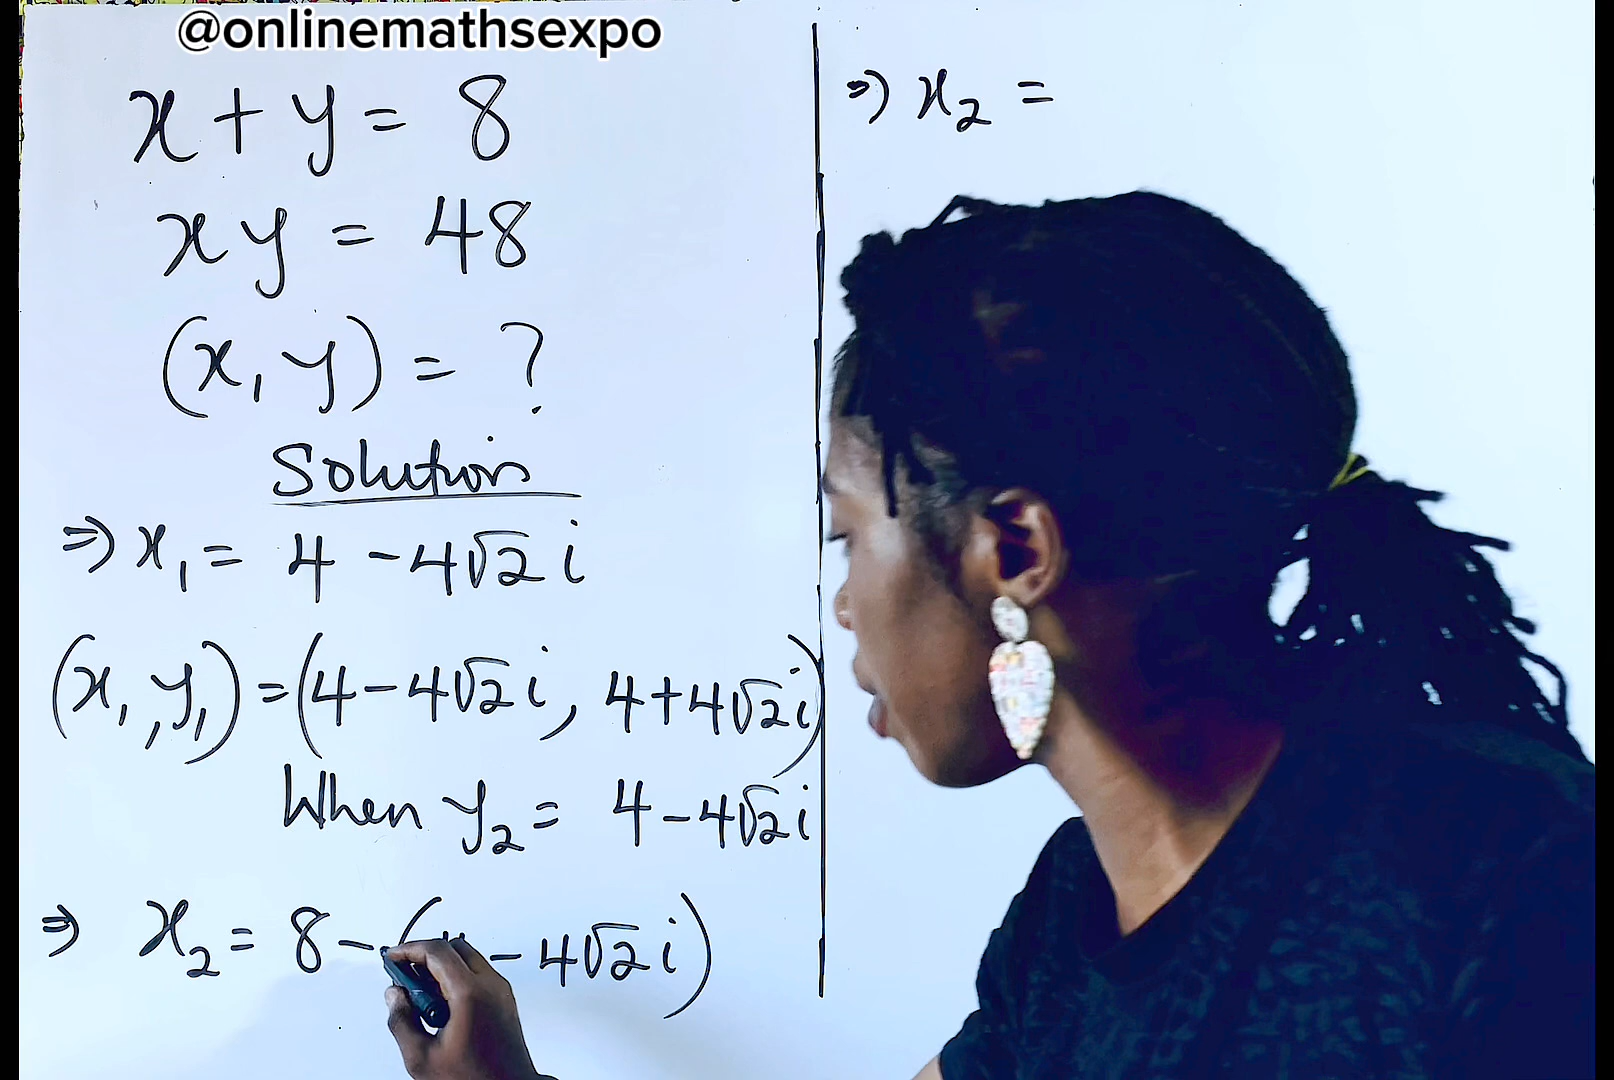 @onlinemathsexpo
x + y = 8
xy = 48
(x, y) = ?
Solution
⇒ x₁ = 4 - 4√2 i
(x₁, y₁) = (4 - 4√2 i, 4 + 4√2 i)
When y₂ = 4 - 4√2 i
⇒ x₂ = 8 - ( - 4√2 i)
⇒ x₂ =